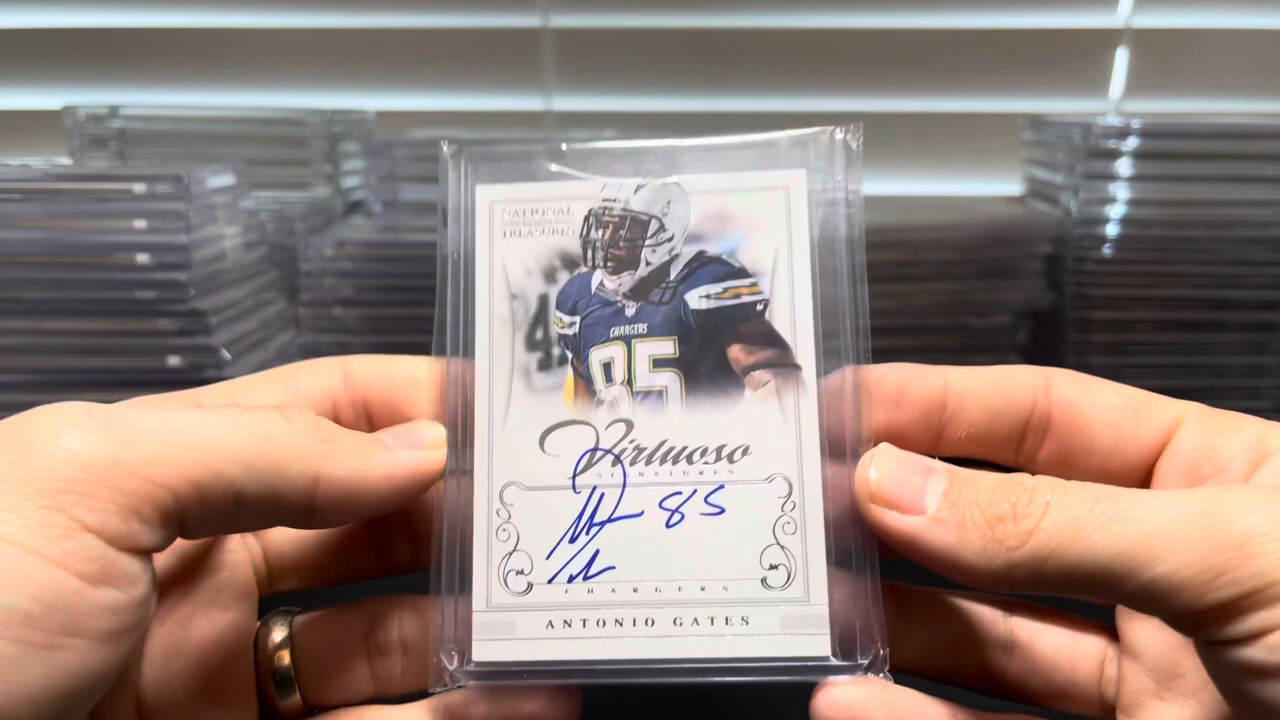 NATIONAL
TREASURES
CHARGERS
85
Virtuoso
SIGNATURES
85
CHARGERS
ANTONIO GATES